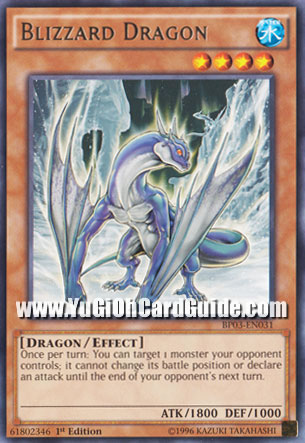 Blizzard Dragon
水
www.YuGiOhCardGuide.com
BP03-EN031
[Dragon/Effect]
Once per turn: You can target 1 monster your opponent
controls; it cannot change its battle position or declare
an attack until the end of your opponent's next turn.
ATK/1800 DEF/1000
61802346 1st Edition ©1996 KAZUKI TAKAHASHI